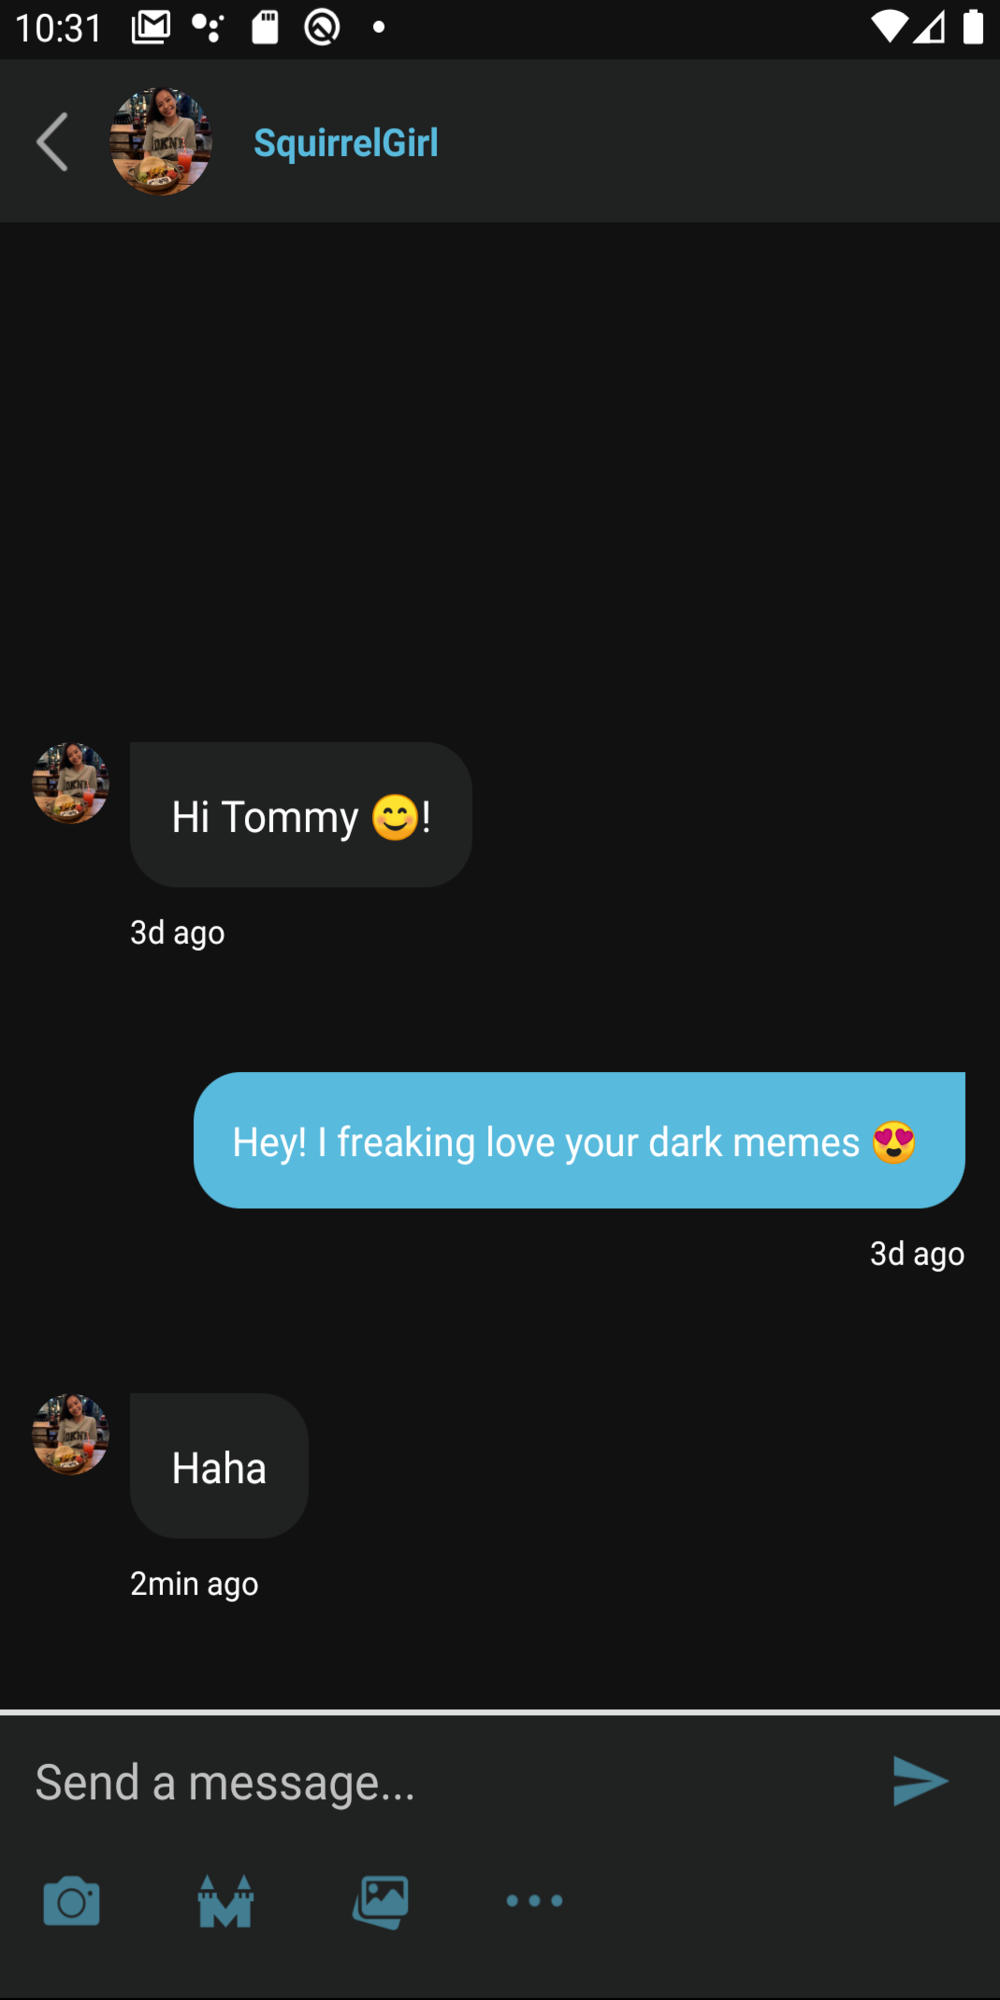 10:31
SquirrelGirl
Hi Tommy 😊!
3d ago
Hey! I freaking love your dark memes 😍
3d ago
Haha
2min ago
Send a message...